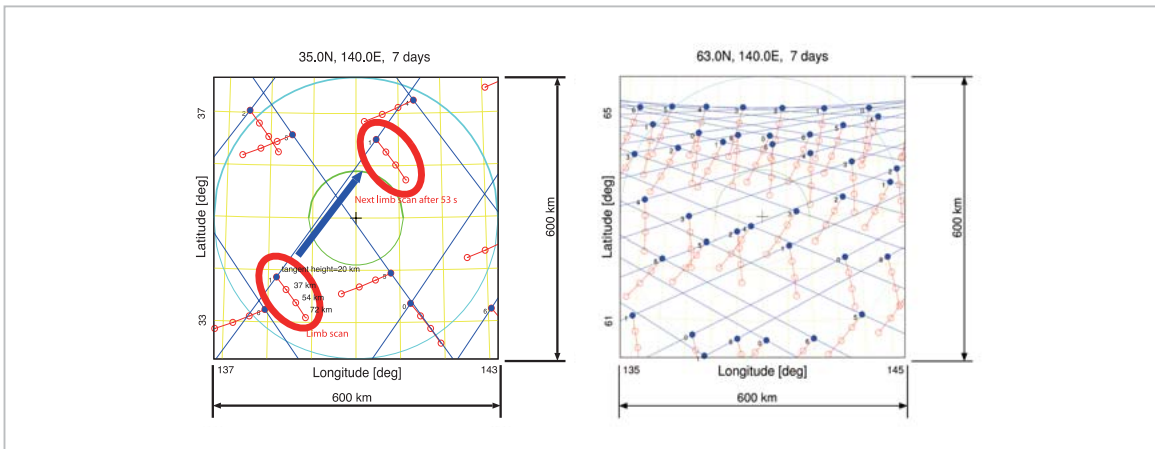 35.0N, 140.0E, 7 days
37
Latitude [deg]
33
Next limb scan after 53 s
tangent height=20 km
37 km
54 km
72 km
Limb scan
137
Longitude [deg]
143
600 km
600 km
63.0N, 140.0E, 7 days
65
Latitude [deg]
61
135
Longitude [deg]
145
600 km
600 km